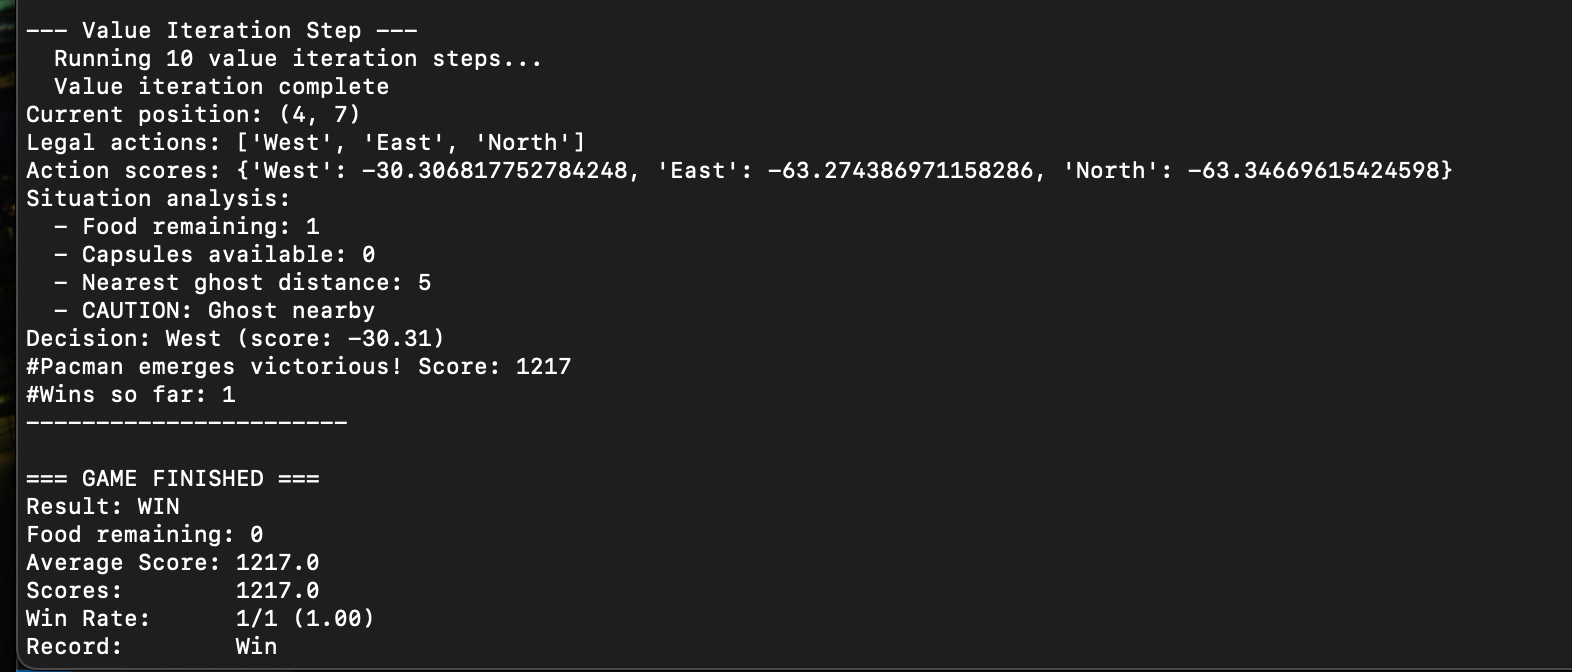 --- Value Iteration Step ---
  Running 10 value iteration steps...
  Value iteration complete
Current position: (4, 7)
Legal actions: ['West', 'East', 'North']
Action scores: {'West': -30.306817752784248, 'East': -63.274386971158286, 'North': -63.34669615424598}
Situation analysis:
  - Food remaining: 1
  - Capsules available: 0
  - Nearest ghost distance: 5
  - CAUTION: Ghost nearby
Decision: West (score: -30.31)
#Pacman emerges victorious! Score: 1217
#Wins so far: 1
-----------------------
=== GAME FINISHED ===
Result: WIN
Food remaining: 0
Average Score: 1217.0
Scores:        1217.0
Win Rate:      1/1 (1.00)
Record:        Win